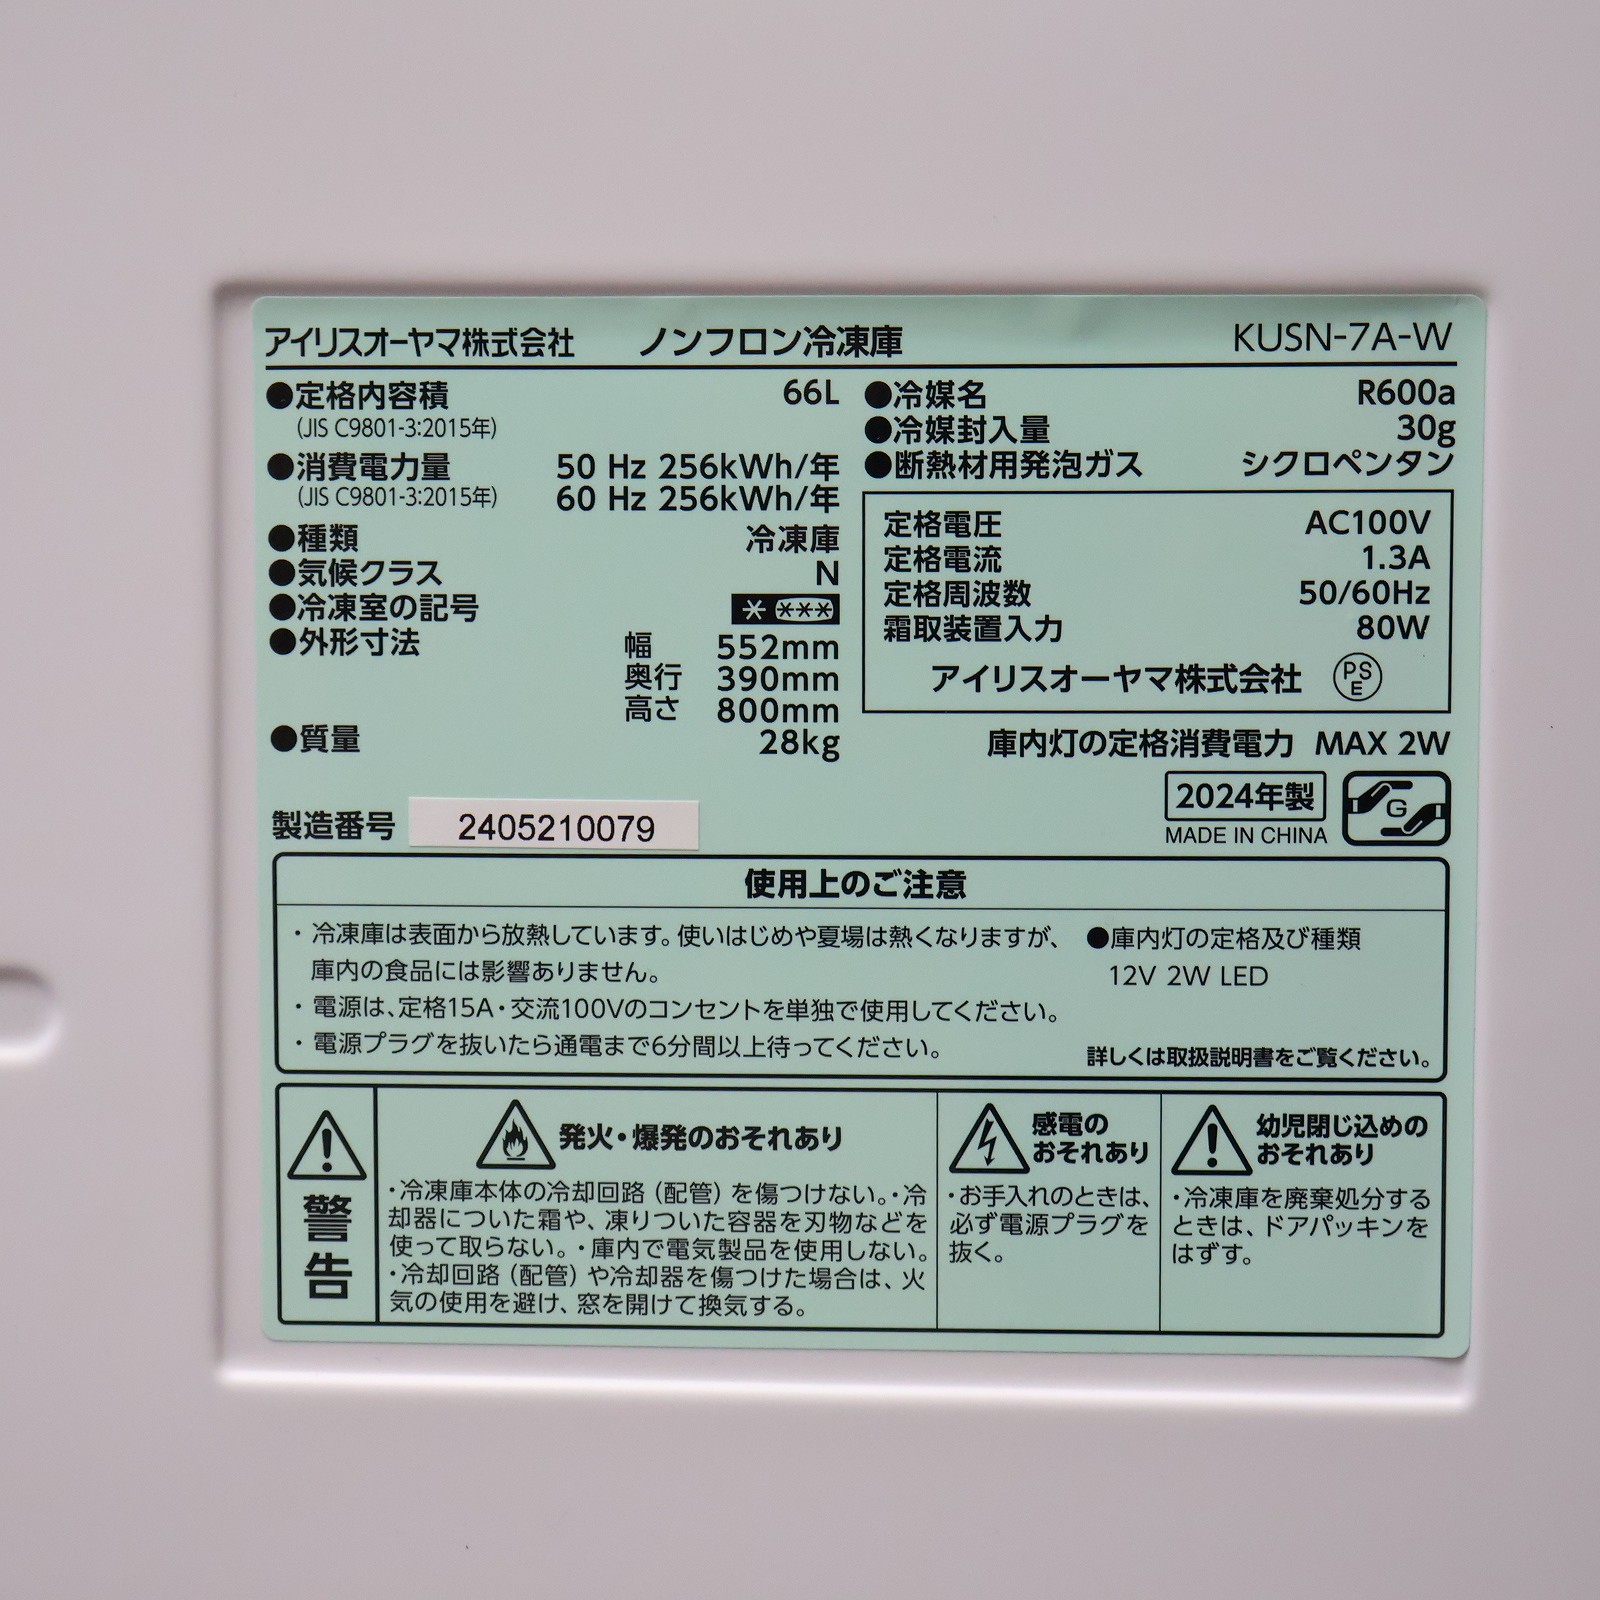 アイリスオーヤマ株式会社 ノンフロン冷凍庫 KUSN-7A-W
●定格内容積 66L
(JIS C9801-3:2015年)
●消費電力量 50 Hz 256kWh/年
(JIS C9801-3:2015年) 60 Hz 256kWh/年
●種類 冷凍庫
●気候クラス N
●冷凍室の記号 * ***
●外形寸法 幅 552mm
奥行 390mm
高さ 800mm
●質量 28kg
製造番号 2405210079
●冷媒名 R600a
●冷媒封入量 30g
●断熱材用発泡ガス シクロペンタン
定格電圧 AC100V
定格電流 1.3A
定格周波数 50/60Hz
霜取装置入力 80W
アイリスオーヤマ株式会社 PSE
庫内灯の定格消費電力 MAX 2W
2024年製
MADE IN CHINA
G
使用上のご注意
・冷凍庫は表面から放熱しています。使いはじめや夏場は熱くなりますが、
庫内の食品には影響ありません。
・電源は、定格15A・交流100Vのコンセントを単独で使用してください。
・電源プラグを抜いたら通電まで6分間以上待ってください。
●庫内灯の定格及び種類
12V 2W LED
詳しくは取扱説明書をご覧ください。
警告
発火・爆発のおそれあり
・冷凍庫本体の冷却回路（配管）を傷つけない。・冷
却器についた霜や、凍りついた容器を刃物などを
使って取らない。・庫内で電気製品を使用しない。
・冷却回路（配管）や冷却器を傷つけた場合は、火
気の使用を避け、窓を開けて換気する。
感電の
おそれあり
・お手入れのときは、
必ず電源プラグを
抜く。
幼児閉じ込めの
おそれあり
・冷凍庫を廃棄処分する
ときは、ドアパッキンを
はずす。